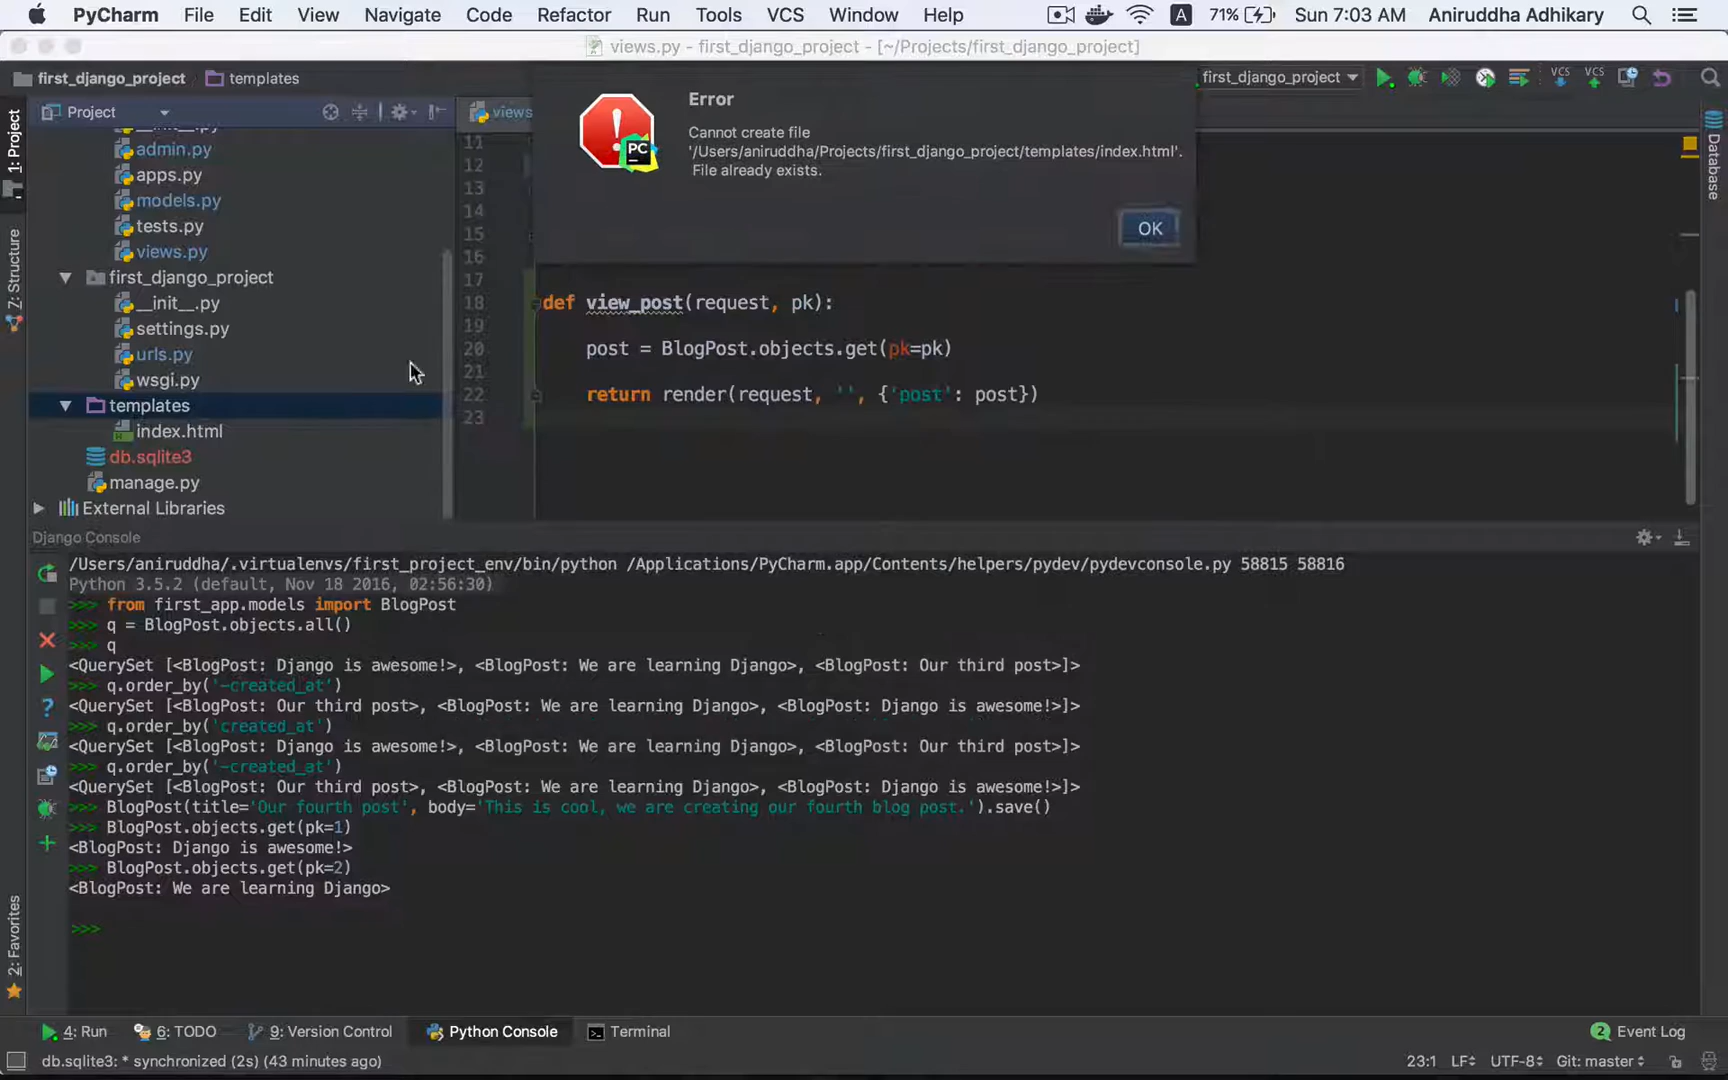 PyCharm File Edit View Navigate Code Refactor Run Tools VCS Window Help A 71% Sun 7:03 AM Aniruddha Adhikary
views.py - first_django_project - [~/Projects/first_django_project]
first_django_project templates first_django_project VCS VCS
1: Project
Z: Structure
2: Favorites
Project
__init__.py
admin.py
apps.py
models.py
tests.py
views.py
first_django_project
__init__.py
settings.py
urls.py
wsgi.py
templates
index.html
db.sqlite3
manage.py
External Libraries
views
Error
Cannot create file
'/Users/aniruddha/Projects/first_django_project/templates/index.html'.
File already exists.
PC
OK
Database
11
12
13
14
15
16
17
18 def view_post(request, pk):
19
20 post = BlogPost.objects.get(pk=pk)
21
22 return render(request, '', {'post': post})
23
Django Console
/Users/aniruddha/.virtualenvs/first_project_env/bin/python /Applications/PyCharm.app/Contents/helpers/pydev/pydevconsole.py 58815 58816
Python 3.5.2 (default, Nov 18 2016, 02:56:30)
>>> from first_app.models import BlogPost
>>> q = BlogPost.objects.all()
>>> q
<QuerySet [<BlogPost: Django is awesome!>, <BlogPost: We are learning Django>, <BlogPost: Our third post>]>
>>> q.order_by('-created_at')
<QuerySet [<BlogPost: Our third post>, <BlogPost: We are learning Django>, <BlogPost: Django is awesome!>]>
>>> q.order_by('created_at')
<QuerySet [<BlogPost: Django is awesome!>, <BlogPost: We are learning Django>, <BlogPost: Our third post>]>
>>> q.order_by('-created_at')
<QuerySet [<BlogPost: Our third post>, <BlogPost: We are learning Django>, <BlogPost: Django is awesome!>]>
>>> BlogPost(title='Our fourth post', body='This is cool, we are creating our fourth blog post.').save()
>>> BlogPost.objects.get(pk=1)
<BlogPost: Django is awesome!>
>>> BlogPost.objects.get(pk=2)
<BlogPost: We are learning Django>
>>>
4: Run 6: TODO 9: Version Control Python Console Terminal 2 Event Log
db.sqlite3: * synchronized (2s) (43 minutes ago) 23:1 LF UTF-8 Git: master